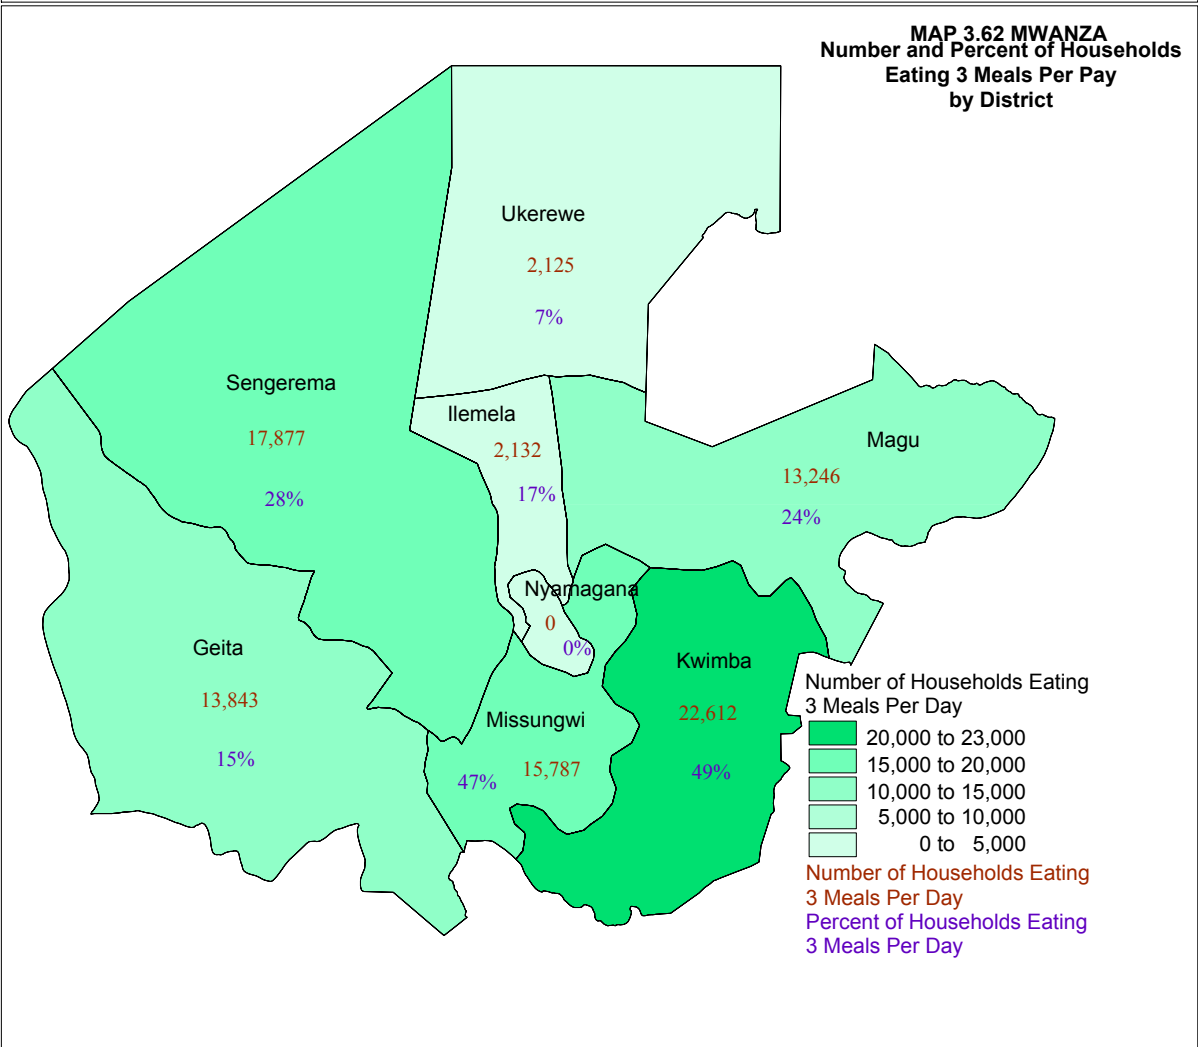 MAP 3.62 MWANZA
Number and Percent of Households
Eating 3 Meals Per Pay
by District
Ukerewe
2,125
7%
Sengerema
17,877
28%
Ilemela
2,132
17%
Magu
13,246
24%
Nyamagana
0
0%
Geita
13,843
15%
Kwimba
22,612
49%
Missungwi
47%
15,787
Number of Households Eating
3 Meals Per Day
20,000 to 23,000
15,000 to 20,000
10,000 to 15,000
5,000 to 10,000
0 to 5,000
Number of Households Eating
3 Meals Per Day
Percent of Households Eating
3 Meals Per Day